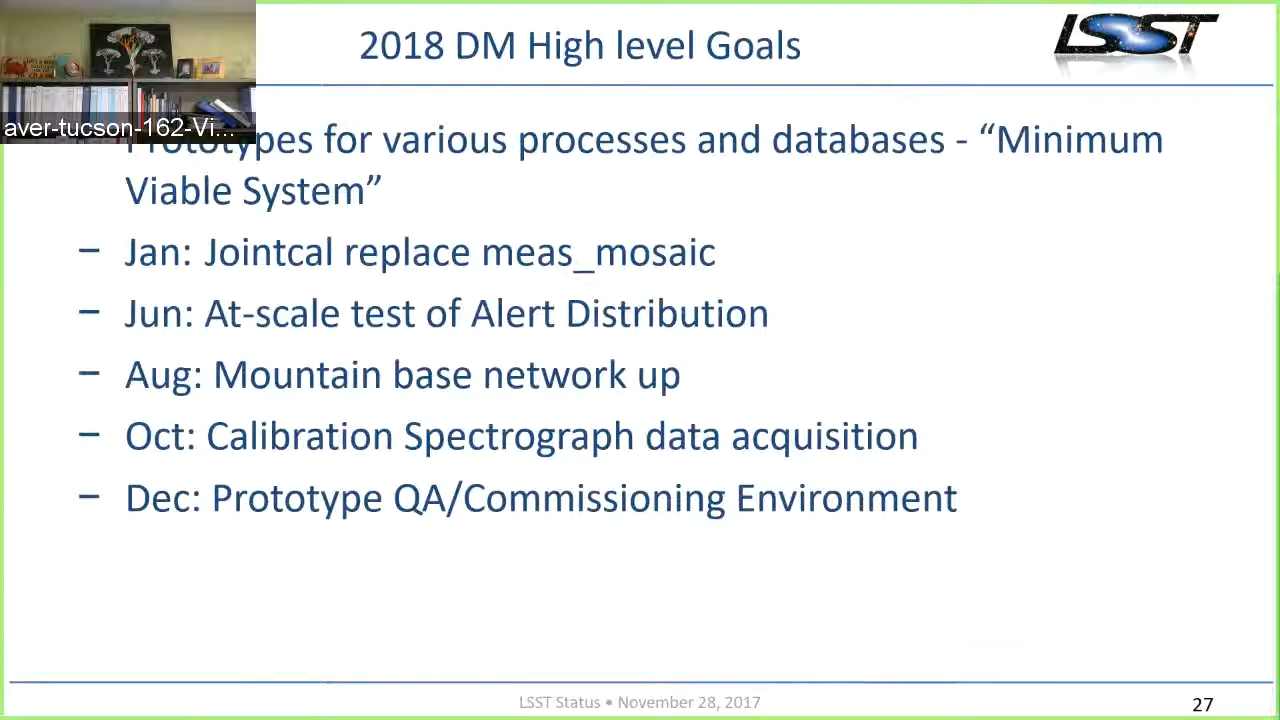 2018 DM High level Goals
LSST
aver-tucson-162-Vi...
Prototypes for various processes and databases - “Minimum
Viable System”
– Jan: Jointcal replace meas_mosaic
– Jun: At-scale test of Alert Distribution
– Aug: Mountain base network up
– Oct: Calibration Spectrograph data acquisition
– Dec: Prototype QA/Commissioning Environment
LSST Status • November 28, 2017
27